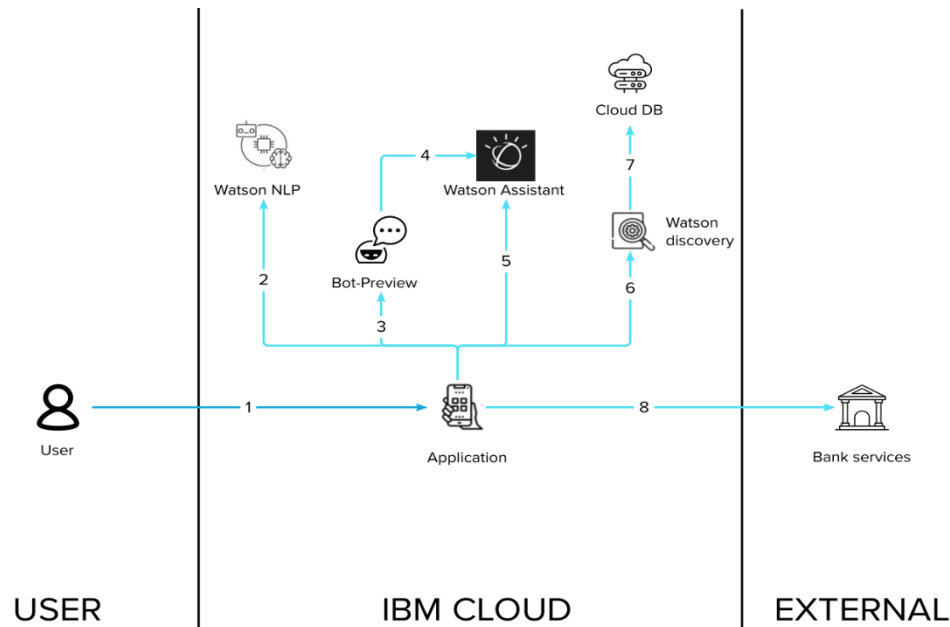 Cloud DB
7
4
Watson NLP
Watson Assistant
Watson
discovery
5
2
Bot-Preview
6
3
1
8
User
Application
Bank services
USER
IBM CLOUD
EXTERNAL